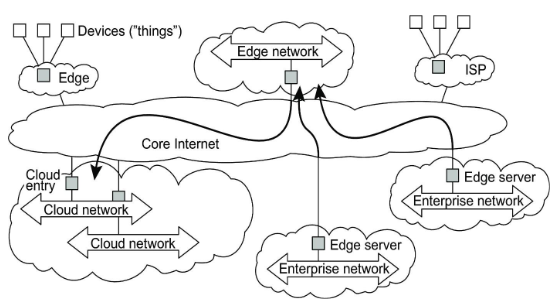 Devices ("things")
Edge
Edge network
ISP
Core Internet
Cloud
entry
Cloud network
Cloud network
Edge server
Enterprise network
Edge server
Enterprise network